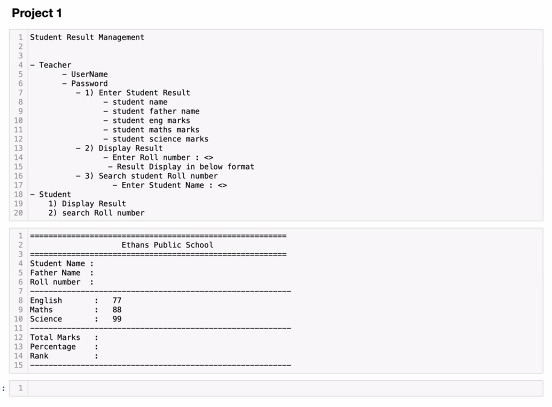 Project 1
1 Student Result Management
2
3
4 - Teacher
5 - UserName
6 - Password
7 - 1) Enter Student Result
8 - student name
9 - student father name
10 - student eng marks
11 - student maths marks
12 - student science marks
13 - 2) Display Result
14 - Enter Roll number : <>
15 - Result Display in below format
16 - 3) Search student Roll number
17 - Enter Student Name : <>
18 - Student
19 1) Display Result
20 2) search Roll number
1 ========================================================
2 Ethans Public School
3 ========================================================
4 Student Name :
5 Father Name :
6 Roll number :
7 ---------------------------------------------------------
8 English : 77
9 Maths : 88
10 Science : 99
11 ---------------------------------------------------------
12 Total Marks :
13 Percentage :
14 Rank :
15 ---------------------------------------------------------
: 1